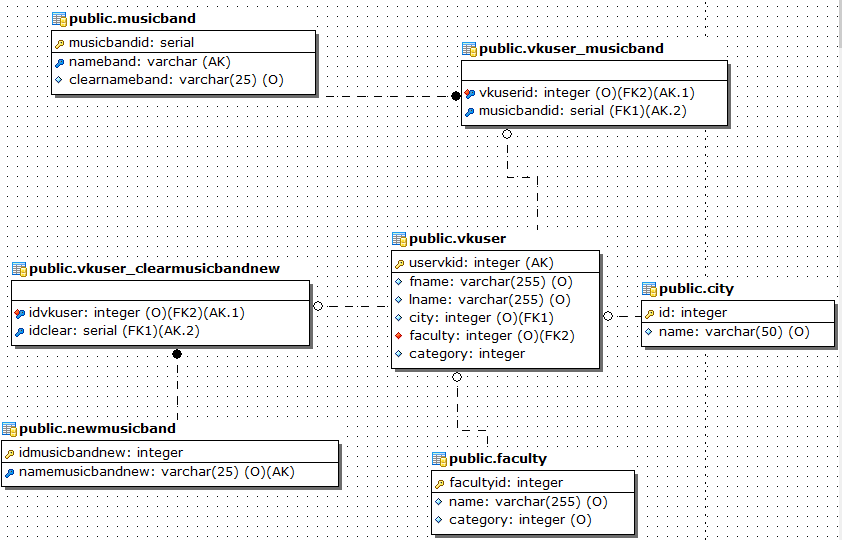 public.musicband
musicbandid: serial
nameband: varchar (AK)
clearnameband: varchar(25) (O)
public.vkuser_musicband
vkuserid: integer (O)(FK2)(AK.1)
musicbandid: serial (FK1)(AK.2)
public.vkuser
uservkid: integer (AK)
fname: varchar(255) (O)
lname: varchar(255) (O)
city: integer (O)(FK1)
faculty: integer (O)(FK2)
category: integer
public.vkuser_clearmusicbandnew
idvkuser: integer (O)(FK2)(AK.1)
idclear: serial (FK1)(AK.2)
public.city
id: integer
name: varchar(50) (O)
public.newmusicband
idmusicbandnew: integer
namemusicbandnew: varchar(25) (O)(AK)
public.faculty
facultyid: integer
name: varchar(255) (O)
category: integer (O)